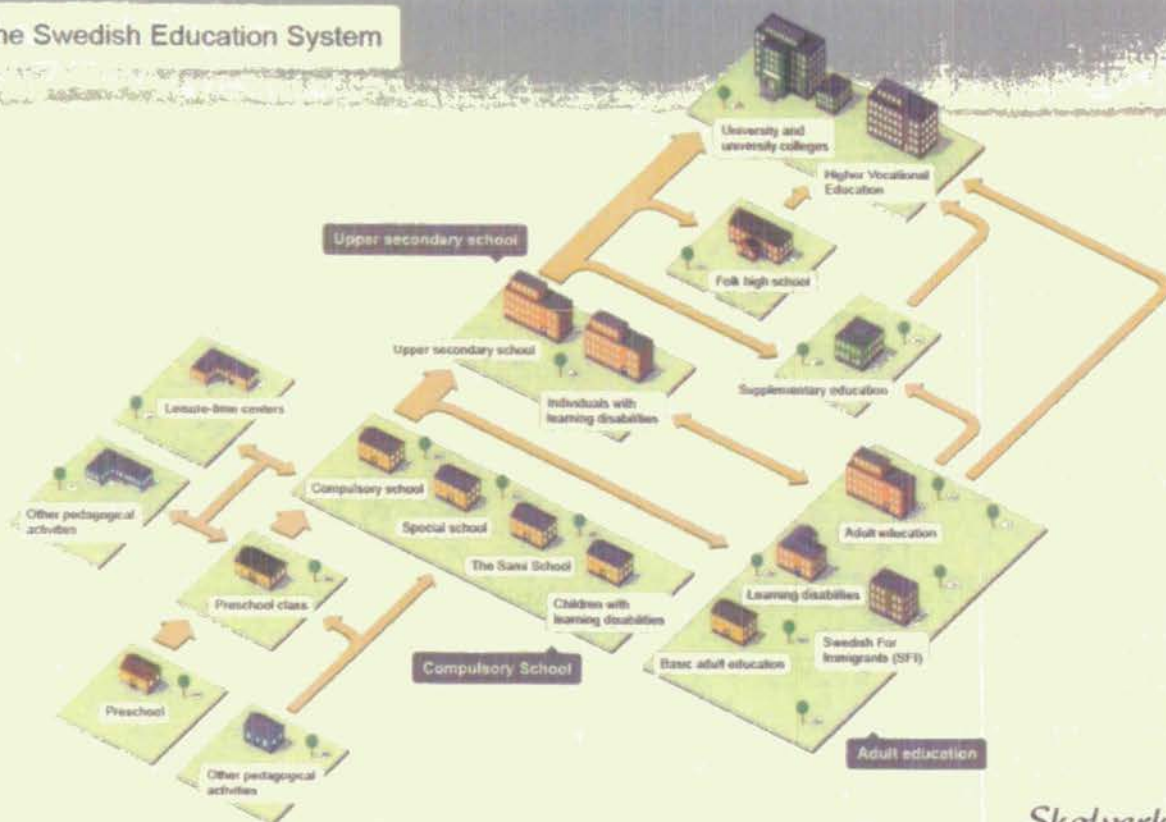 he Swedish Education System
University and
university colleges
Higher Vocational
Education
Upper secondary school
Folk high school
Upper secondary school
Supplementary education
Individuals with
learning disabilities
Leisure-time centers
Compulsory school
Other pedagogical
activities
Special school
The Sami School
Adult education
Preschool class
Children with
learning disabilities
Learning disabilities
Basic adult education
Swedish For
Immigrants (SFI)
Compulsory School
Preschool
Other pedagogical
activities
Adult education
Skolverk